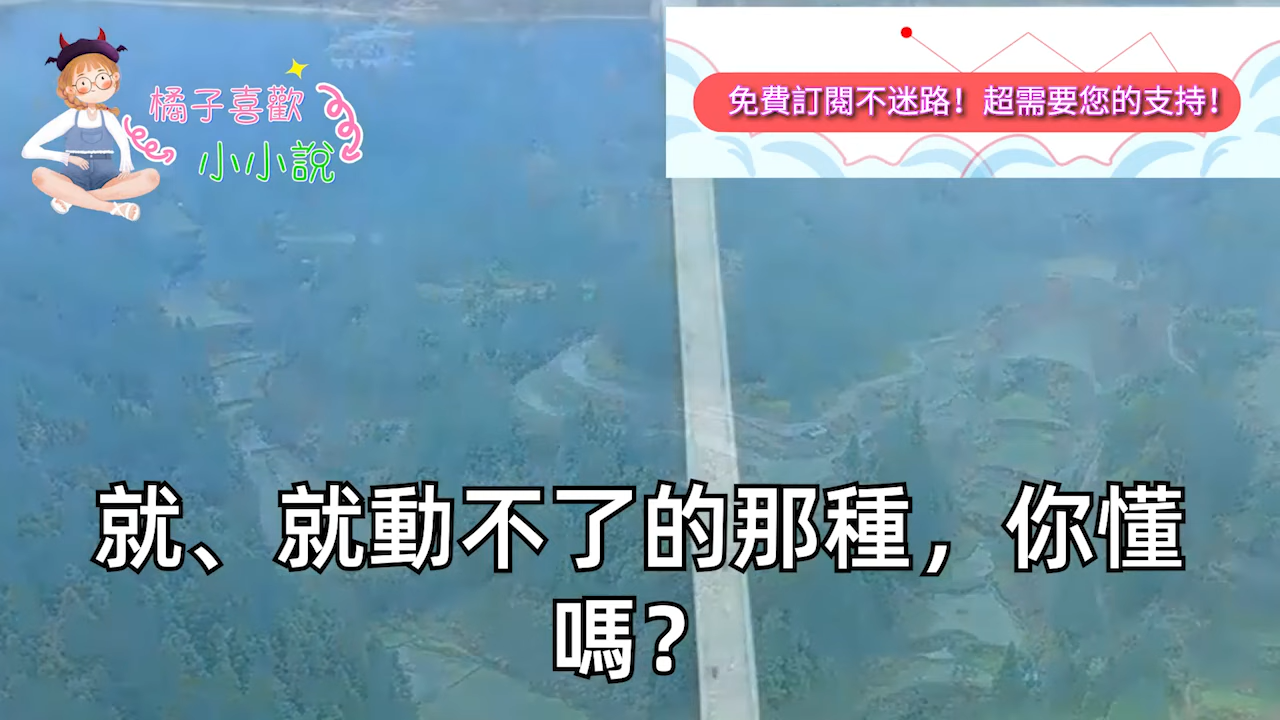 橘子喜歡
小小說
免費訂閱不迷路！超需要您的支持！
就、就動不了的那種，你懂
嗎？